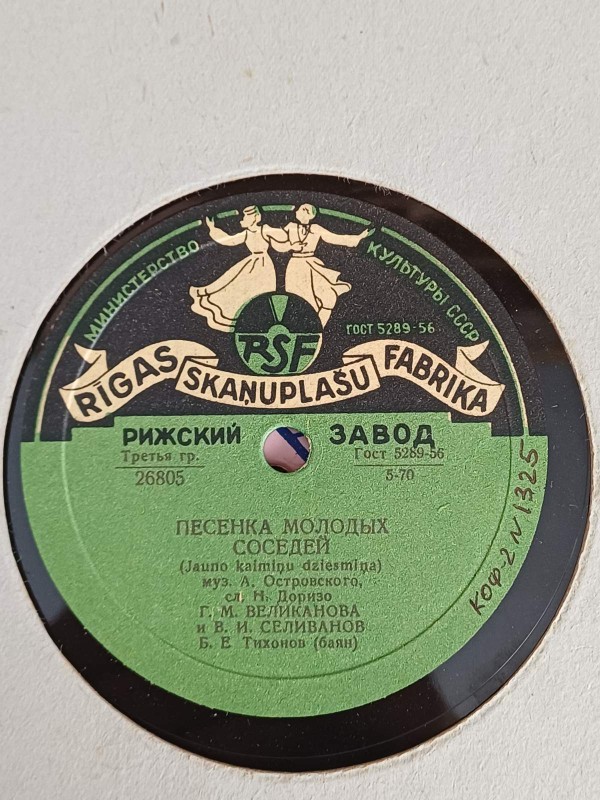 МИНИСТЕРСТВО КУЛЬТУРЫ СССР
ГОСТ 5289-56
RSF
RĪGAS SKAŅUPLAŠU FABRIKA
РИЖСКИЙ ЗАВОД
Третья гр. Гост 5289-56
26805 5-70
ПЕСЕНКА МОЛОДЫХ
СОСЕДЕЙ
(Jauno kaimiņu dziesmiņa)
муз. А. Островского,
сл. Н. Доризо
Г. М. ВЕЛИКАНОВА
и В. И. СЕЛИВАНОВ
Б. Е Тихонов (баян)
КОФ-2 N 1325